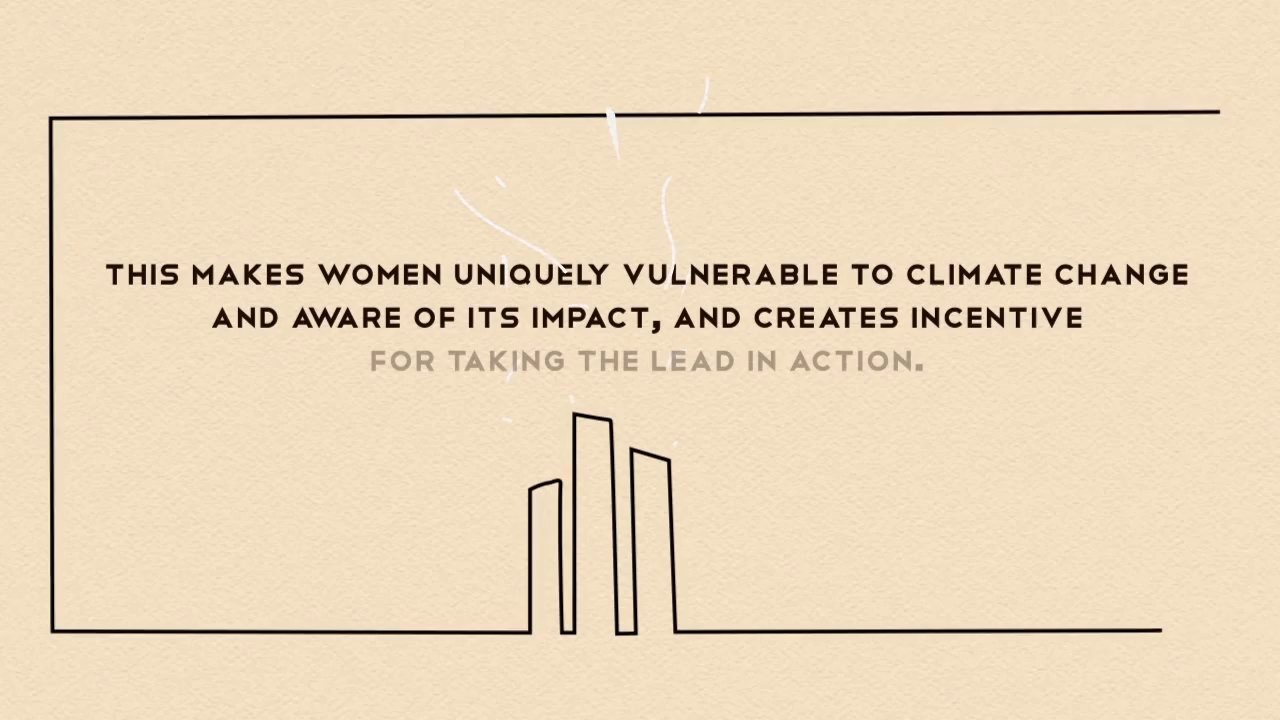 THIS MAKES WOMEN UNIQUELY VULNERABLE TO CLIMATE CHANGE
AND AWARE OF ITS IMPACT, AND CREATES INCENTIVE
FOR TAKING THE LEAD IN ACTION.